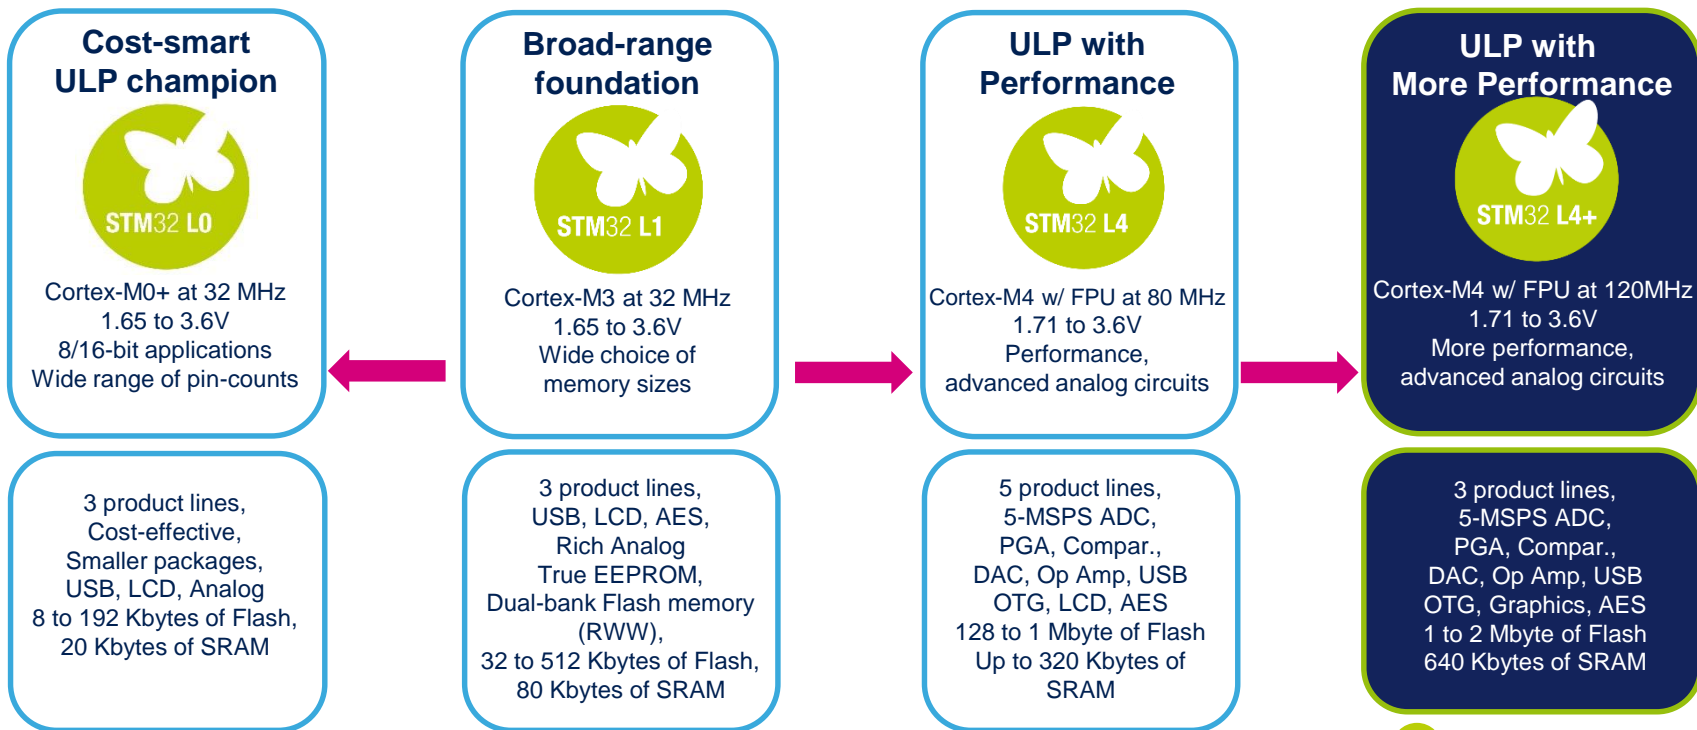 Cost-smart
ULP champion
STM32 L0
Cortex-M0+ at 32 MHz
1.65 to 3.6V
8/16-bit applications
Wide range of pin-counts
3 product lines,
Cost-effective,
Smaller packages,
USB, LCD, Analog
8 to 192 Kbytes of Flash,
20 Kbytes of SRAM
Broad-range
foundation
STM32 L1
Cortex-M3 at 32 MHz
1.65 to 3.6V
Wide choice of
memory sizes
3 product lines,
USB, LCD, AES,
Rich Analog
True EEPROM,
Dual-bank Flash memory
(RWW),
32 to 512 Kbytes of Flash,
80 Kbytes of SRAM
ULP with
Performance
STM32 L4
Cortex-M4 w/ FPU at 80 MHz
1.71 to 3.6V
Performance,
advanced analog circuits
5 product lines,
5-MSPS ADC,
PGA, Compar.,
DAC, Op Amp, USB
OTG, LCD, AES
128 to 1 Mbyte of Flash
Up to 320 Kbytes of
SRAM
ULP with
More Performance
STM32 L4+
Cortex-M4 w/ FPU at 120MHz
1.71 to 3.6V
More performance,
advanced analog circuits
3 product lines,
5-MSPS ADC,
PGA, Compar.,
DAC, Op Amp, USB
OTG, Graphics, AES
1 to 2 Mbyte of Flash
640 Kbytes of SRAM